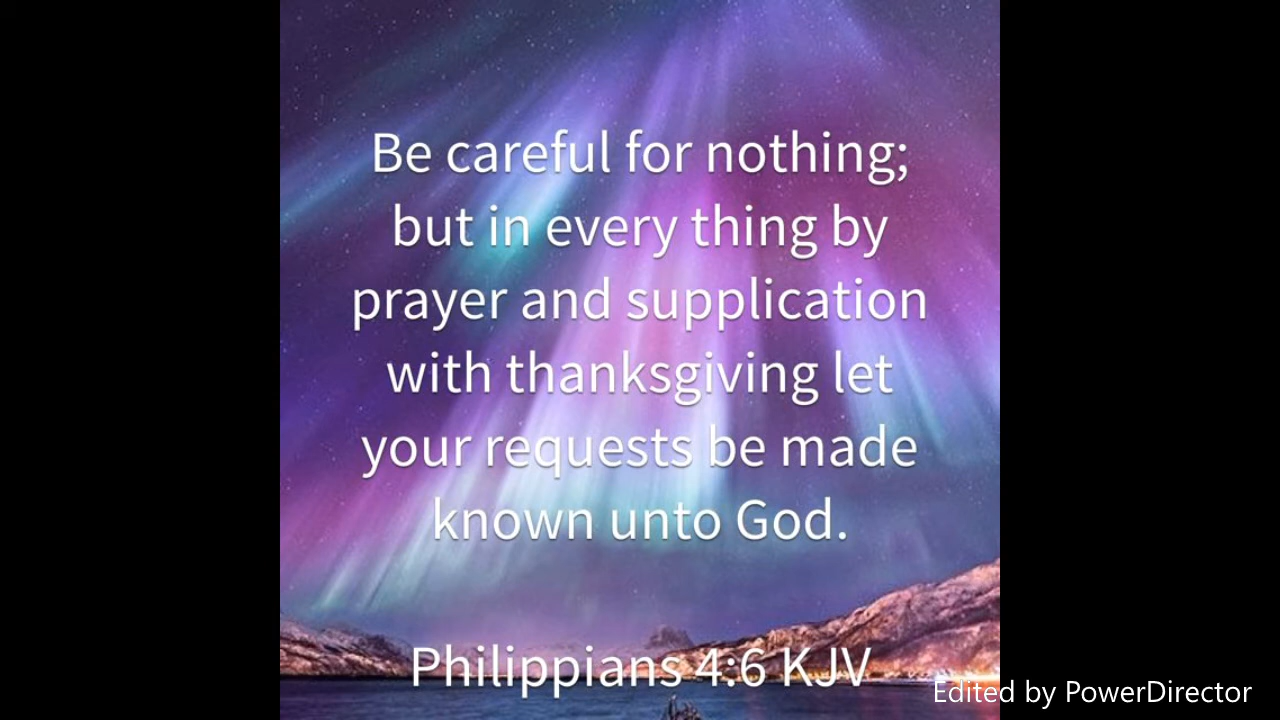 Be careful for nothing;
but in every thing by
prayer and supplication
with thanksgiving let
your requests be made
known unto God.
Philippians 4:6 KJV
Edited by PowerDirector